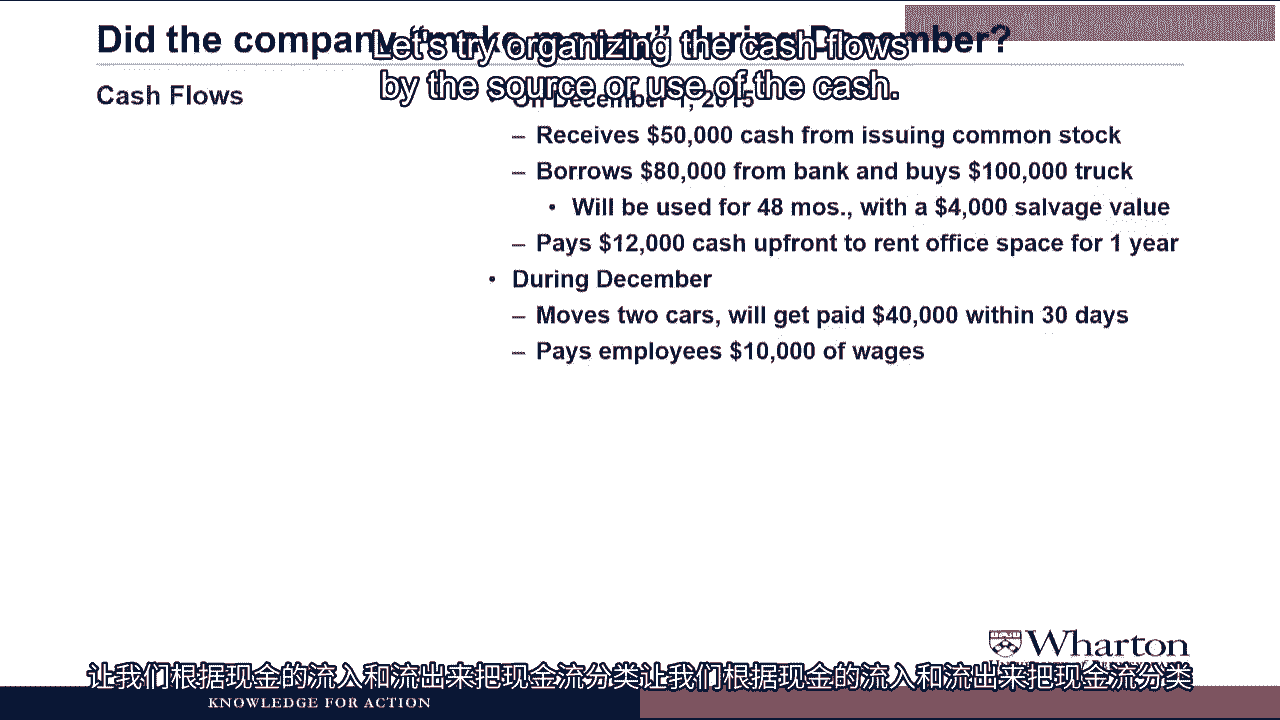 Did the company “make money” during December?
Let's try organizing the cash flows
by the source or use of the cash.
Cash Flows
• On December 1, 2015
– Receives $50,000 cash from issuing common stock
– Borrows $80,000 from bank and buys $100,000 truck
• Will be used for 48 mos., with a $4,000 salvage value
– Pays $12,000 cash upfront to rent office space for 1 year
• During December
– Moves two cars, will get paid $40,000 within 30 days
– Pays employees $10,000 of wages
Wharton
让我们根据现金的流入和流出来把现金流分类让我们根据现金的流入和流出来把现金流分类
KNOWLEDGE FOR ACTION